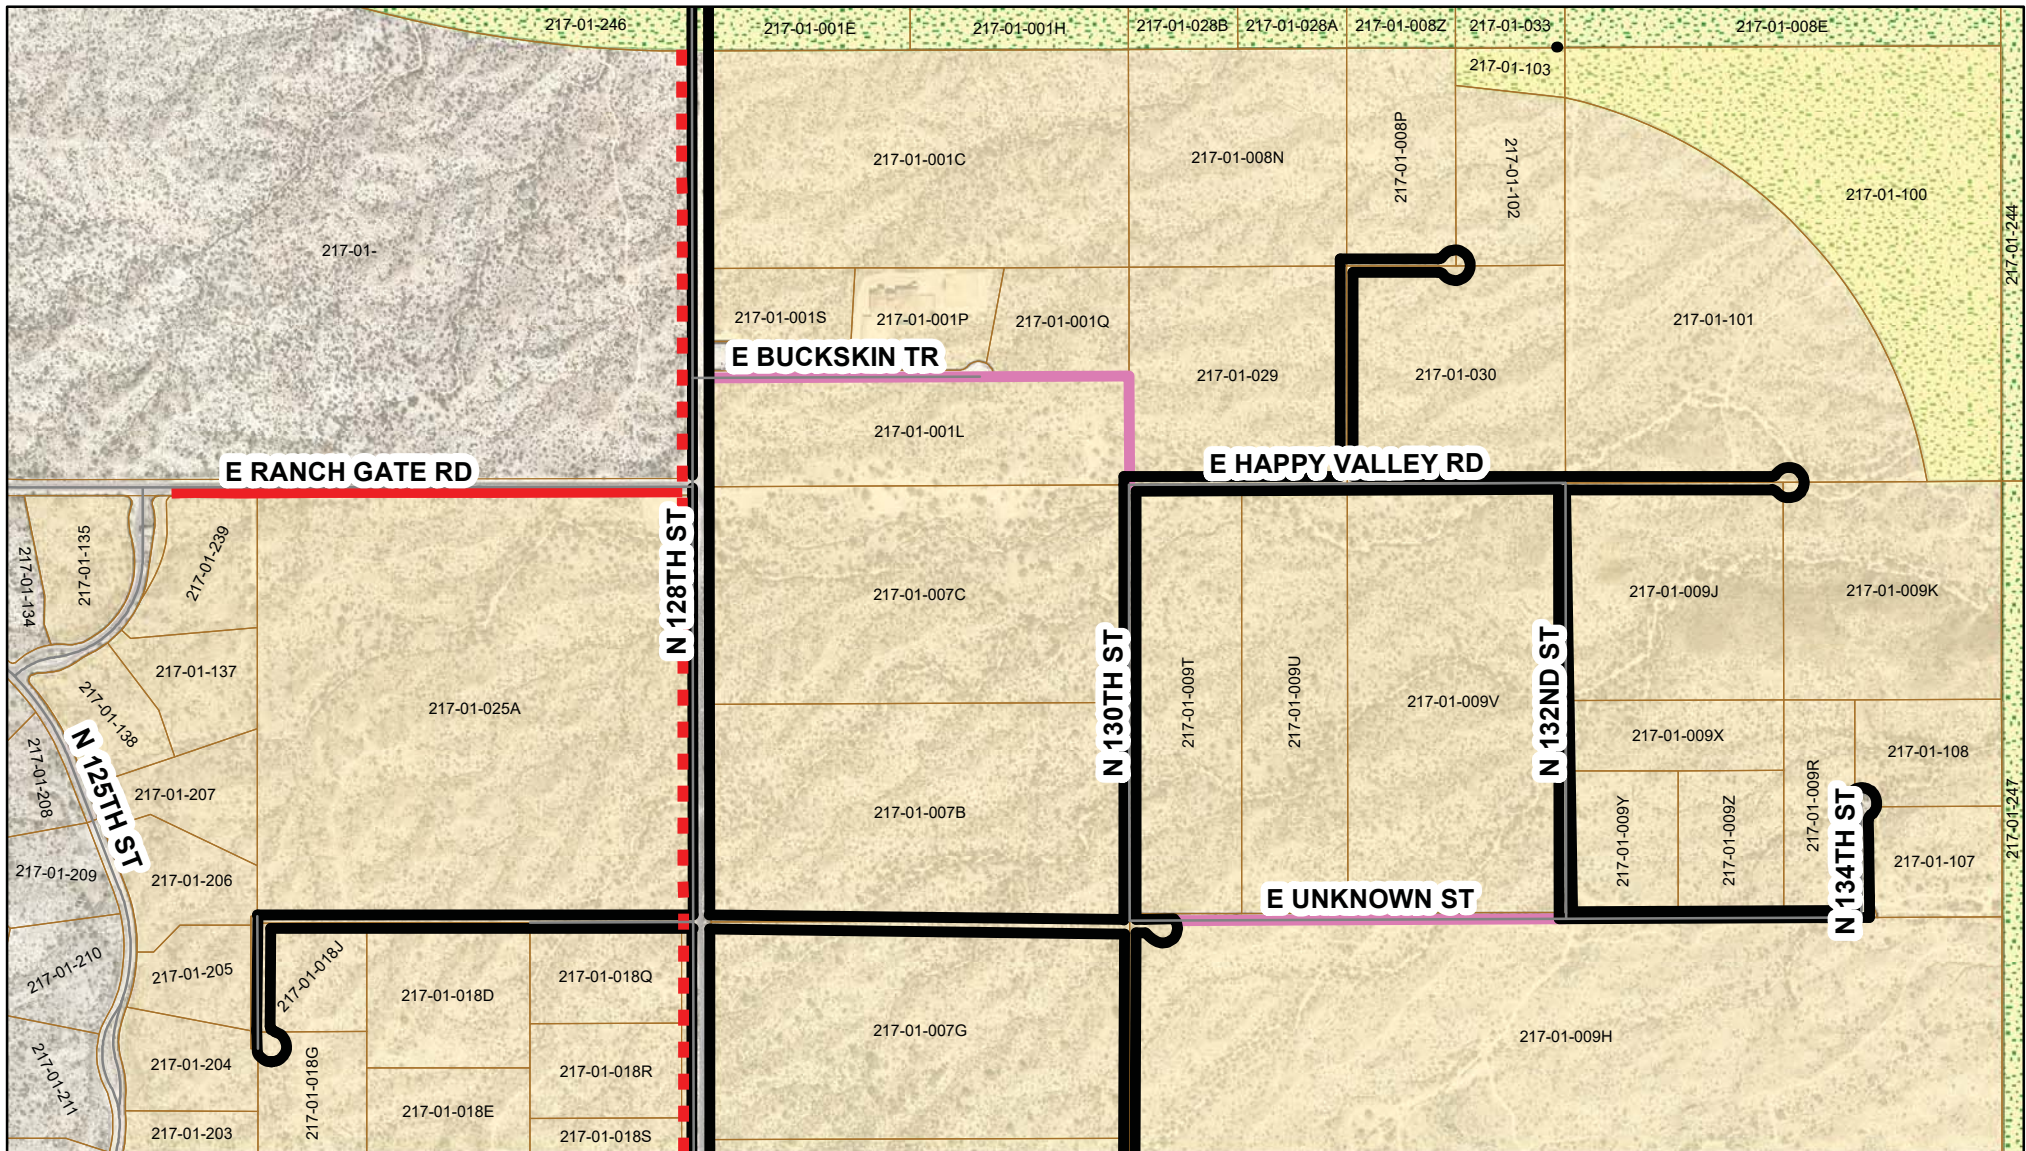 217-01-246
217-01-001E
217-01-001H
217-01-028B
217-01-028A
217-01-008Z
217-01-033
217-01-008E
217-01-103
217-01-001C
217-01-008N
217-01-008P
217-01-102
217-01-100
217-01-244
217-01-
217-01-001S
217-01-001P
217-01-001Q
217-01-101
E BUCKSKIN TR
217-01-029
217-01-030
217-01-001L
E RANCH GATE RD
E HAPPY VALLEY RD
217-01-134
217-01-135
217-01-239
N 128TH ST
217-01-007C
217-01-009J
217-01-009K
217-01-137
217-01-138
217-01-025A
N 130TH ST
217-01-009T
217-01-009U
217-01-009V
N 132ND ST
217-01-009X
217-01-108
217-01-208
N 125TH ST
217-01-207
217-01-007B
217-01-009Y
217-01-009Z
217-01-009R
N 134TH ST
217-01-247
217-01-209
217-01-206
217-01-107
E UNKNOWN ST
217-01-210
217-01-205
217-01-018J
217-01-018D
217-01-018Q
217-01-007G
217-01-009H
217-01-211
217-01-204
217-01-018G
217-01-018R
217-01-018E
217-01-203
217-01-018S